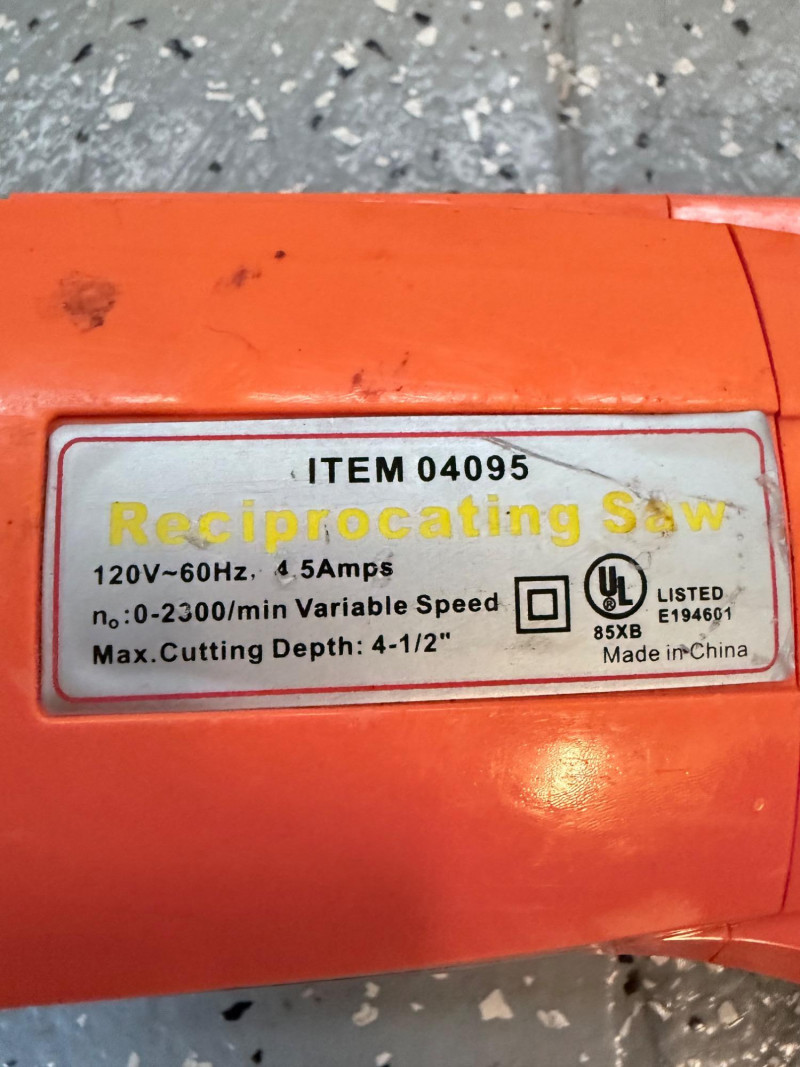 ITEM 04095
Reciprocating Saw
120V~60Hz, 4.5Amps
no:0-2300/min Variable Speed
Max.Cutting Depth: 4-1/2"
UL
®
85XB
LISTED
E194601
Made in China